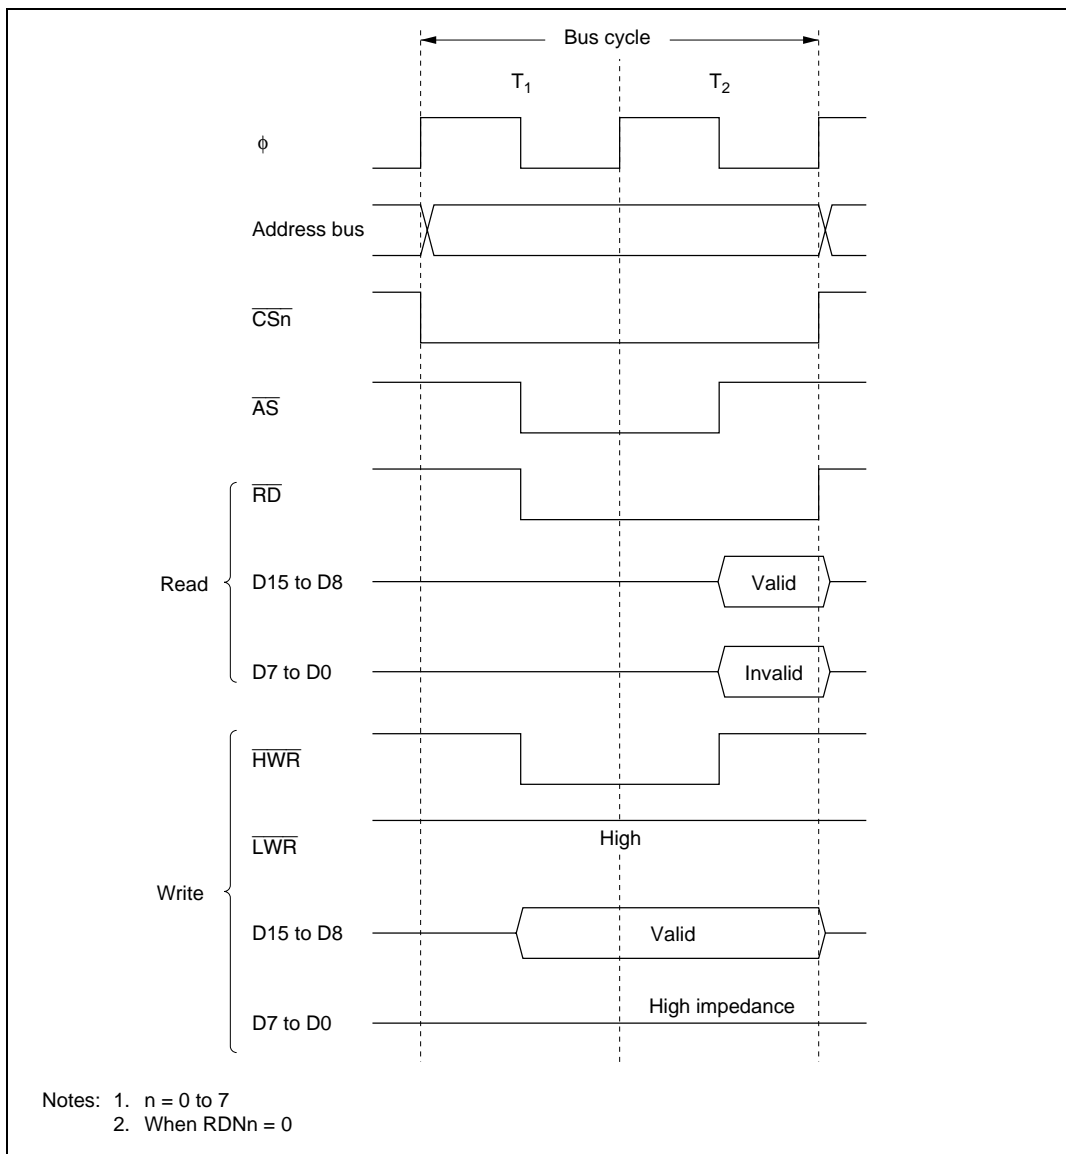 Bus cycle
T1 T2
ϕ
Address bus
CSn
AS
RD
Read D15 to D8 Valid
D7 to D0 Invalid
HWR
LWR High
Write
D15 to D8 Valid
D7 to D0 High impedance
Notes: 1. n = 0 to 7
2. When RDNn = 0